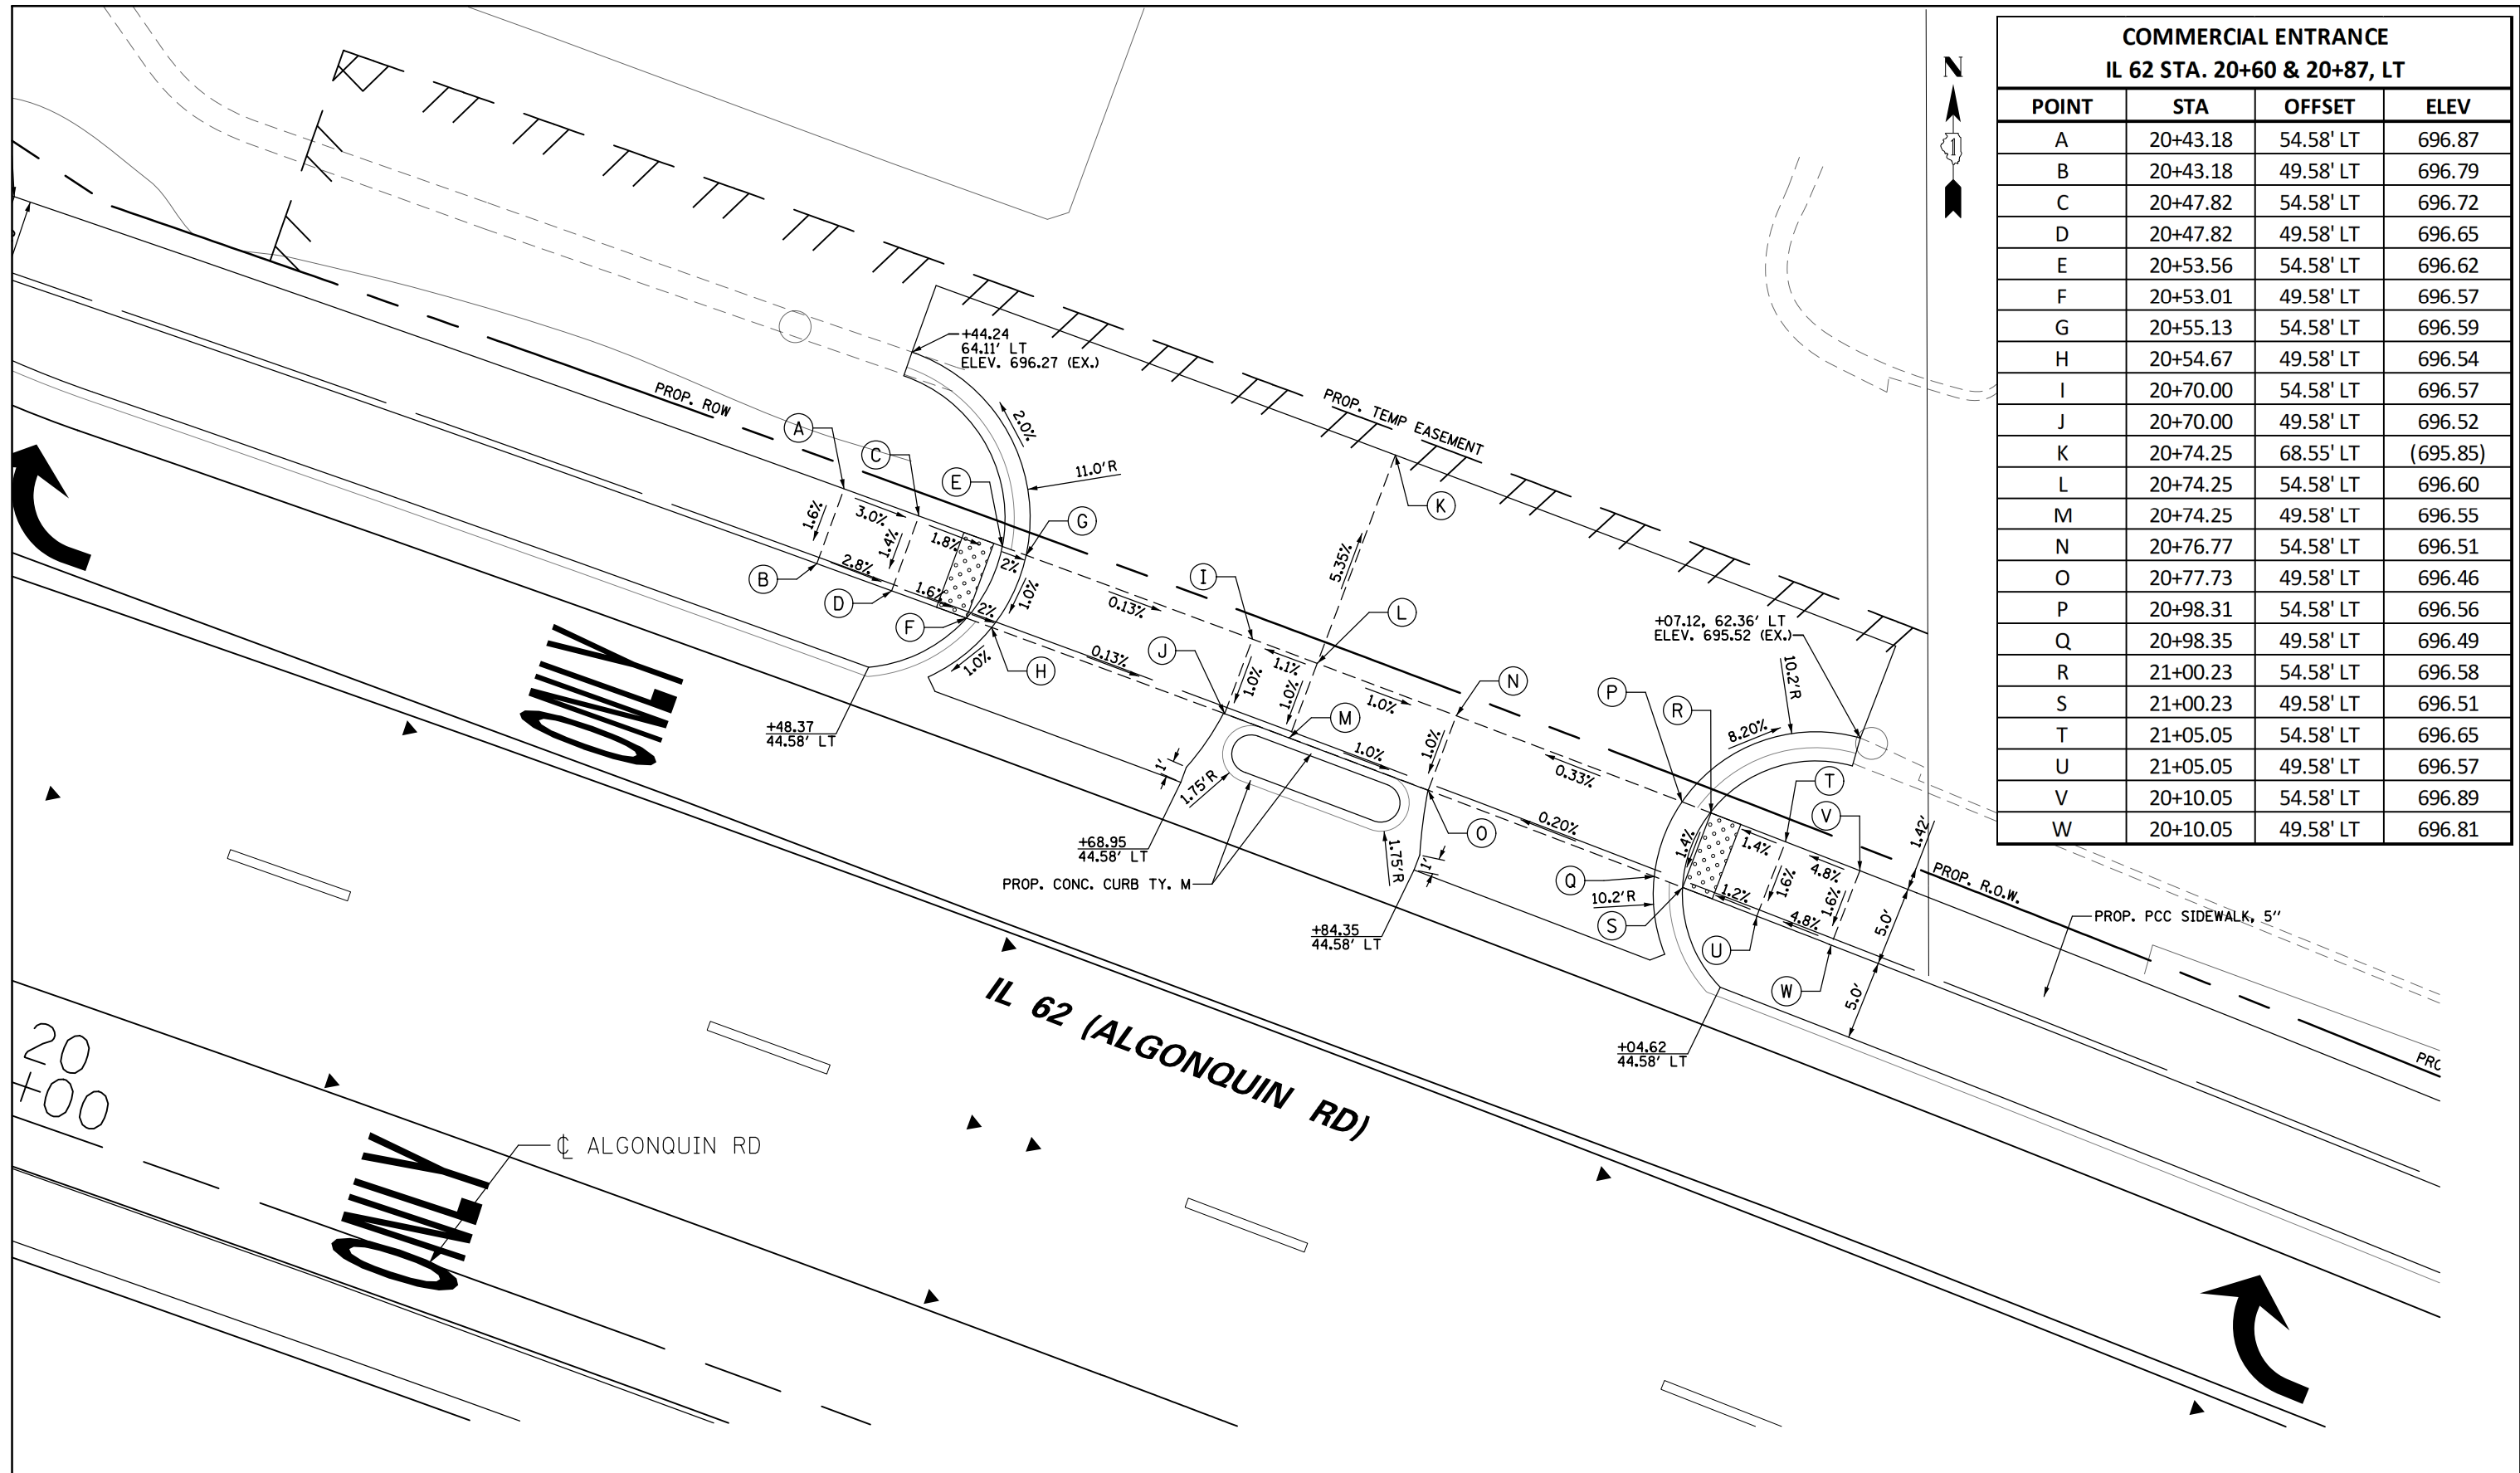 COMMERCIAL ENTRANCE
IL 62 STA. 20+60 & 20+87, LT
POINT STA OFFSET ELEV
A 20+43.18 54.58' LT 696.87
B 20+43.18 49.58' LT 696.79
C 20+47.82 54.58' LT 696.72
D 20+47.82 49.58' LT 696.65
E 20+53.56 54.58' LT 696.62
F 20+53.01 49.58' LT 696.57
G 20+55.13 54.58' LT 696.59
H 20+54.67 49.58' LT 696.54
I 20+70.00 54.58' LT 696.57
J 20+70.00 49.58' LT 696.52
K 20+74.25 68.55' LT (695.85)
L 20+74.25 54.58' LT 696.60
M 20+74.25 49.58' LT 696.55
N 20+76.77 54.58' LT 696.51
O 20+77.73 49.58' LT 696.46
P 20+98.31 54.58' LT 696.56
Q 20+98.35 49.58' LT 696.49
R 21+00.23 54.58' LT 696.58
S 21+00.23 49.58' LT 696.51
T 21+05.05 54.58' LT 696.65
U 21+05.05 49.58' LT 696.57
V 20+10.05 54.58' LT 696.89
W 20+10.05 49.58' LT 696.81
N
1
+44.24
64.11' LT
ELEV. 696.27 (EX.)
PROP. ROW
PROP. TEMP EASEMENT
2.0%
11.0'R
A
C
E
G
K
B
D
F
H
I
J
L
M
N
O
P
Q
R
S
T
U
V
W
1.6%
3.0%
1.4%
1.8%
2%
2.8%
1.6%
2%
1.0%
1.0%
0.13%
0.13%
5.35%
1.1%
1.0%
1.0%
1.0%
1.0%
1.0%
0.33%
0.20%
+07.12, 62.36' LT
ELEV. 695.52 (EX.)
10.2'R
8.20%
1.4%
1.4%
4.8%
1.6%
1.6%
1.2%
4.8%
10.2'R
1.42'
5.0'
5.0'
PROP. R.O.W.
PROP. PCC SIDEWALK, 5"
PRO
+48.37
44.58' LT
1'
1.75'R
+68.95
44.58' LT
PROP. CONC. CURB TY. M
1.75'R
1'
+84.35
44.58' LT
+04.62
44.58' LT
ONLY
IL 62 (ALGONQUIN RD)
20
+00
ONLY
℄ ALGONQUIN RD